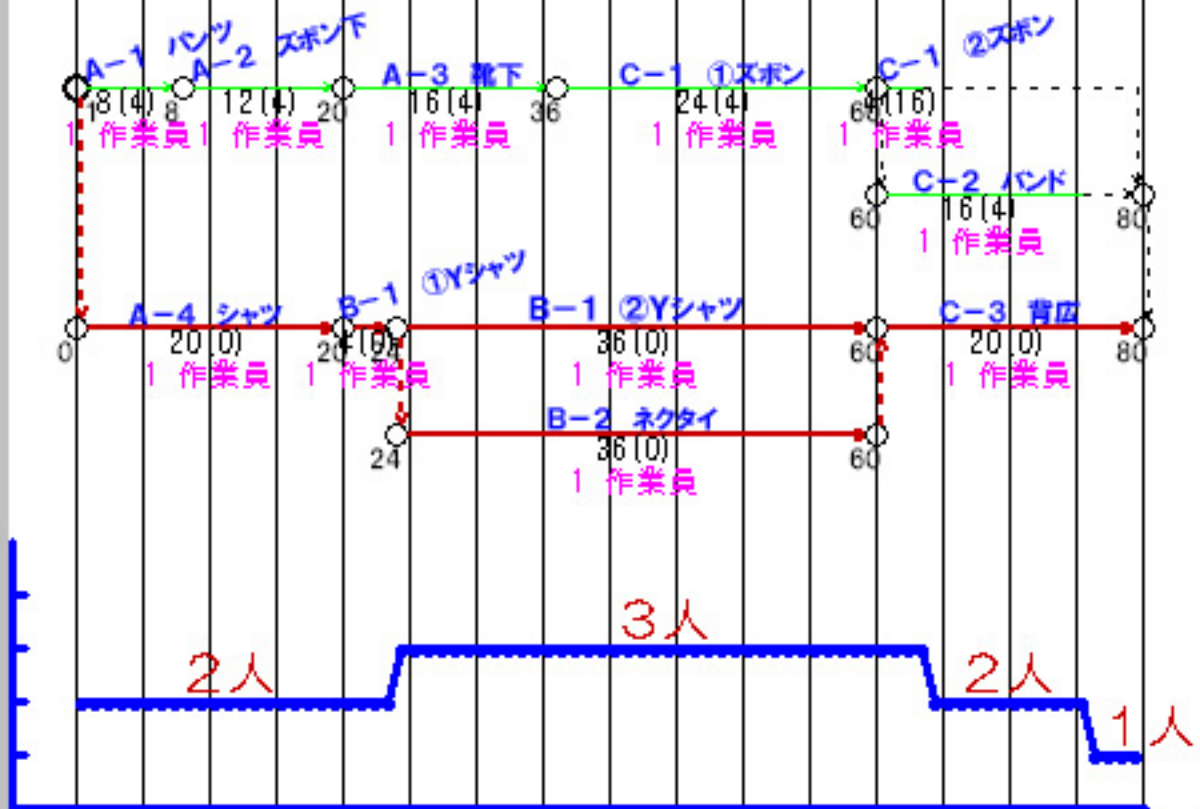 A-1 パンツ
A-2 ズボン下
A-3 靴下
C-1 ①ズボン
C-1 ②ズボン
8(4)
8
12(4)
20
16(4)
36
24(4)
60
4(16)
1 作業員
1 作業員
1 作業員
1 作業員
1 作業員
C-2 バンド
60
16(4)
80
1 作業員
A-4 シャツ
B-1 ①Yシャツ
B-1 ②Yシャツ
C-3 背広
0
20(0)
20
4(0)
24
36(0)
60
20(0)
80
1 作業員
1 作業員
1 作業員
1 作業員
B-2 ネクタイ
24
36(0)
60
1 作業員
2人
3人
2人
1人